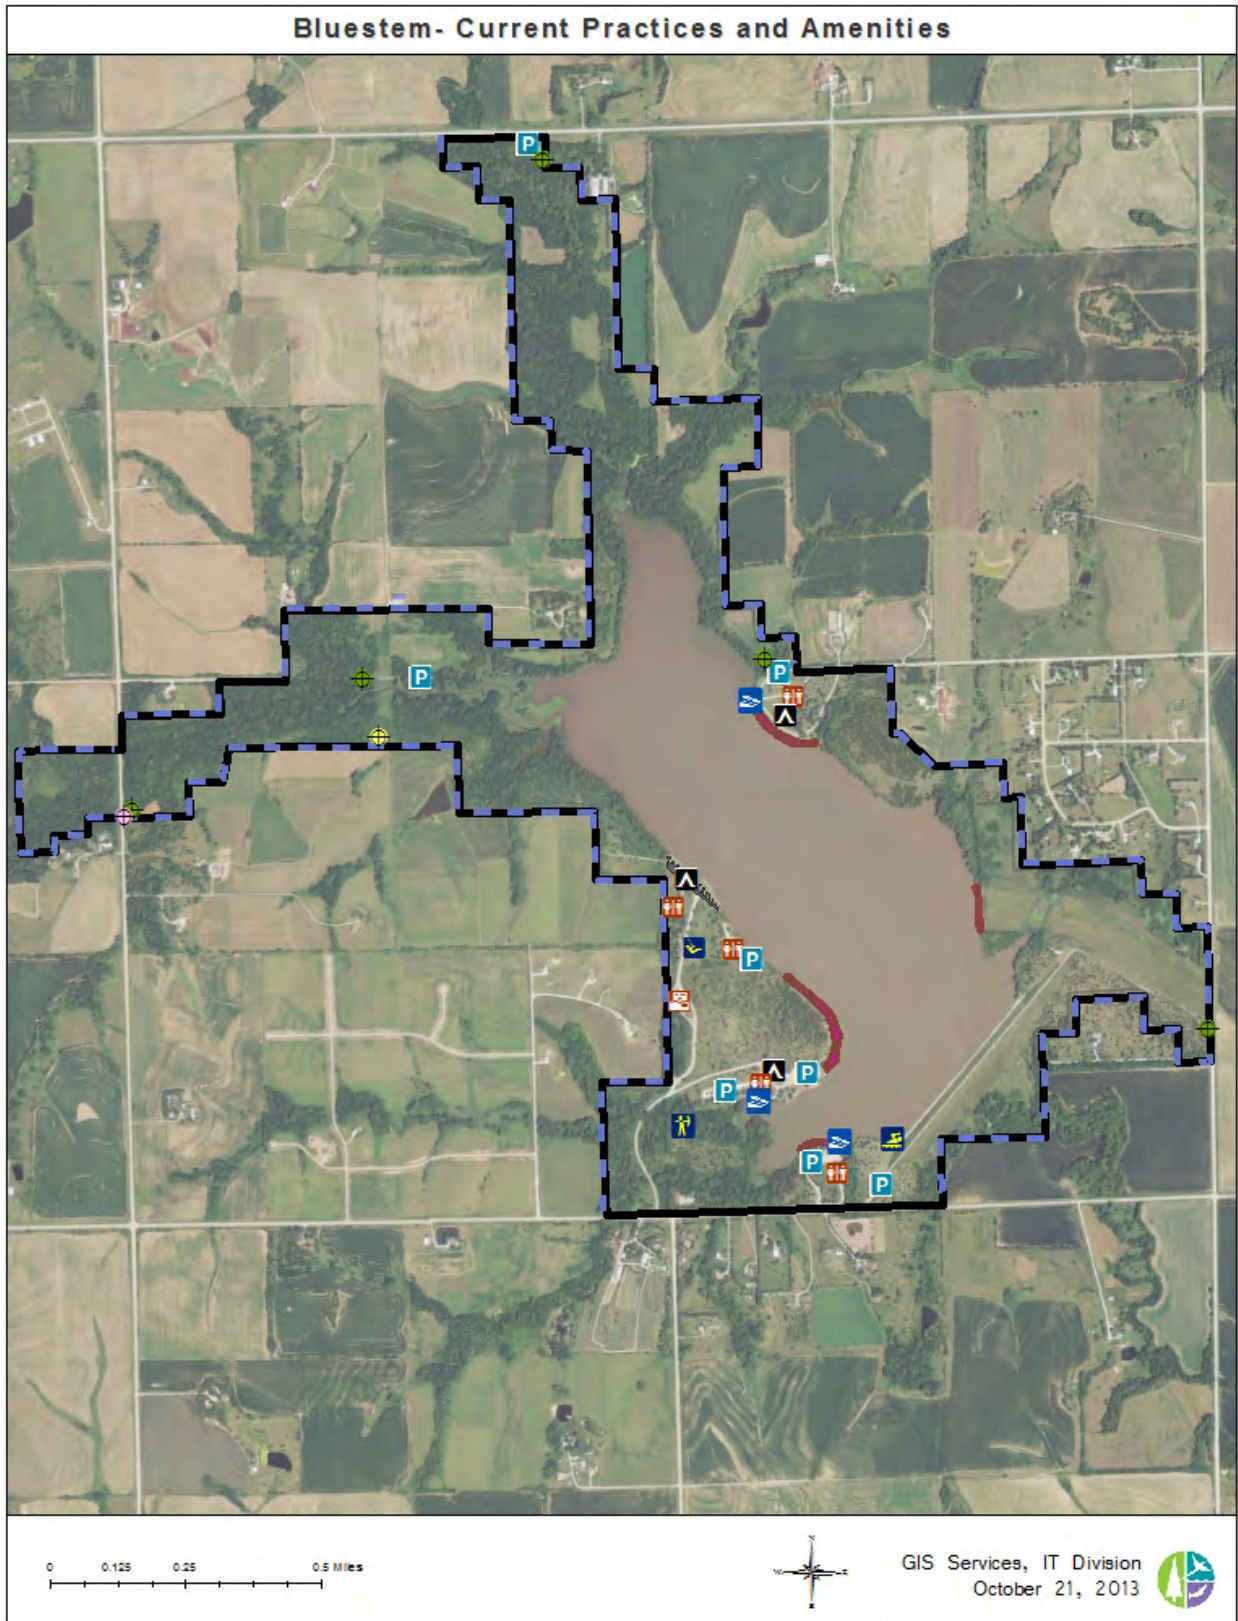 Bluestem- Current Practices and Amenities
P
P
P
P
P
P
P
P
0 0.125 0.25 0.5 Miles
N
W E
S
GIS Services, IT Division
October 21, 2013